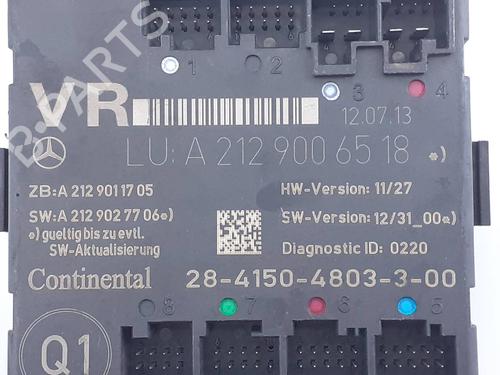 B-PARTS
1 2 3 4
VR
12.07.13
LU: A 212 900 65 18 *)
ZB: A 212 901 17 05
HW-Version: 11/27
SW: A 212 902 77 06*)
SW-Version: 12/31_00*)
*) gueltig bis zu evtl.
SW-Aktualisierung
Diagnostic ID: 0220
Continental 28-4150-4803-3-00
8 7 6 5
Q1